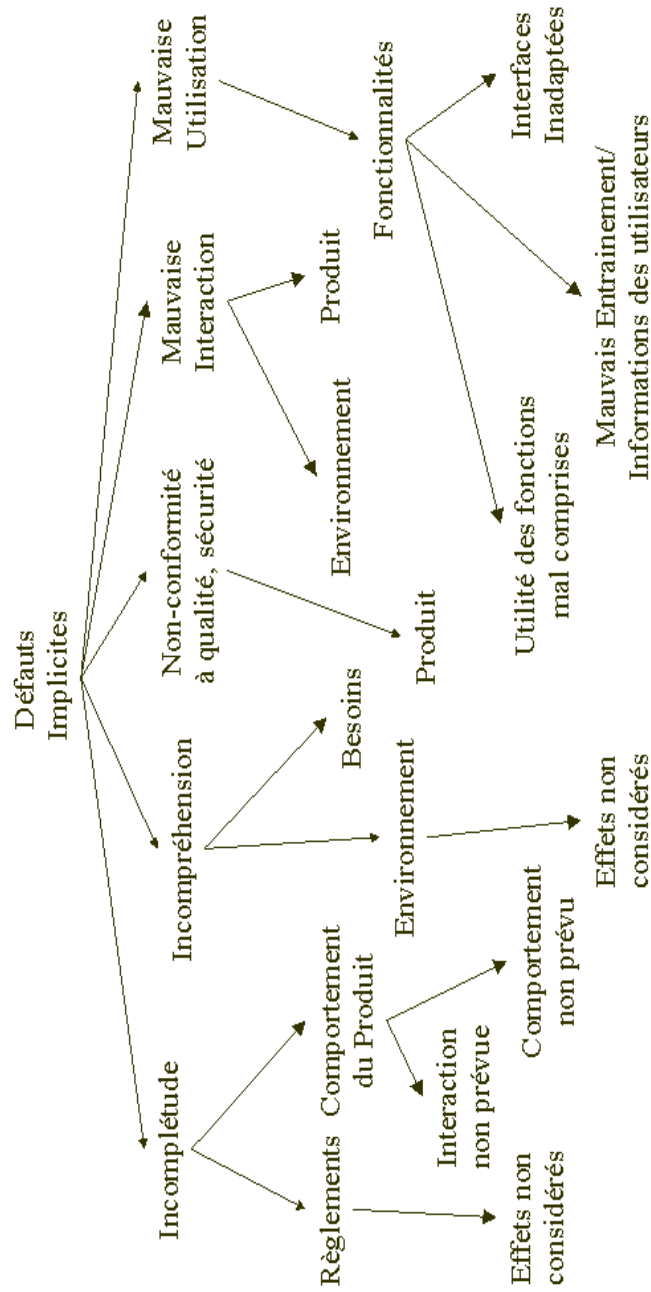 Défauts
Implicites
Incomplétude
Incompréhension
Non-conformité
à qualité, sécurité
Mauvaise
Interaction
Mauvaise
Utilisation
Règlements
Comportement
du Produit
Besoins
Environnement
Produit
Environnement
Produit
Fonctionnalités
Interaction
non prévue
Effets non
considérés
Comportement
non prévu
Effets non
considérés
Utilité des fonctions
mal comprises
Mauvais Entrainement/
Informations des utilisateurs
Interfaces
Inadaptées